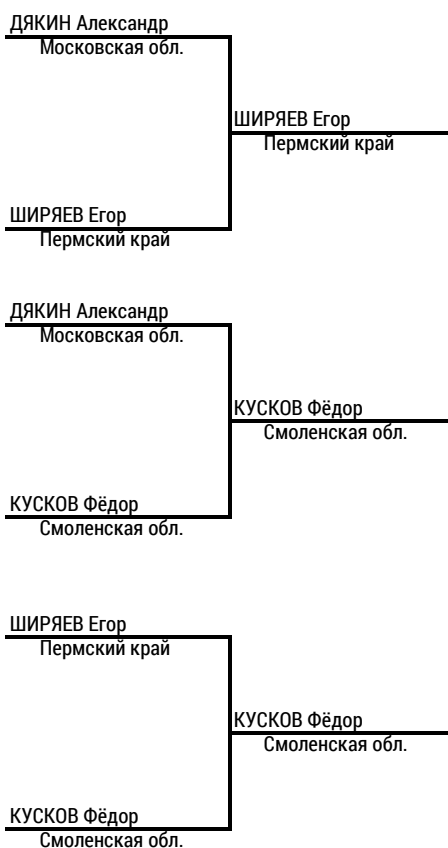 ДЯКИН Александр
Московская обл.
ШИРЯЕВ Егор
Пермский край
ШИРЯЕВ Егор
Пермский край
ДЯКИН Александр
Московская обл.
КУСКОВ Фёдор
Смоленская обл.
КУСКОВ Фёдор
Смоленская обл.
ШИРЯЕВ Егор
Пермский край
КУСКОВ Фёдор
Смоленская обл.
КУСКОВ Фёдор
Смоленская обл.